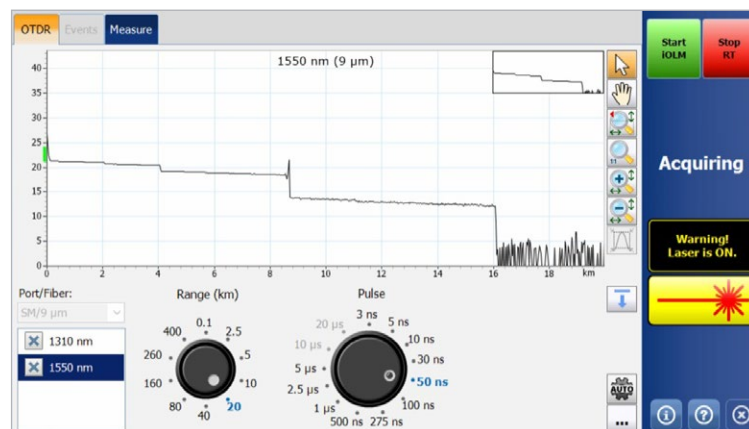 OTDR
Events
Measure
1550 nm (9 µm)
40
35
30
25
20
15
10
5
0
0
2
4
6
8
10
12
14
16
18
km
1:1
Port/Fiber:
SM/9 µm
1310 nm
1550 nm
Range (km)
0.1
2.5
5
10
20
40
80
160
260
400
Pulse
3 ns
5 ns
10 ns
30 ns
50 ns
100 ns
275 ns
500 ns
1 µs
2.5 µs
5 µs
10 µs
20 µs
AUTO
...
Start
iOLM
Stop
RT
Acquiring
Warning!
Laser is ON.